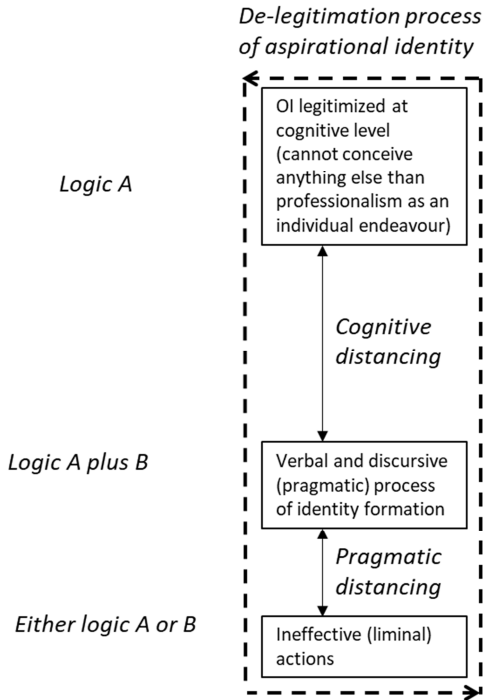 De-legitimation process
of aspirational identity
OI legitimized at
cognitive level
(cannot conceive
anything else than
professionalism as an
individual endeavour)
Logic A
Cognitive
distancing
Logic A plus B
Verbal and discursive
(pragmatic) process
of identity formation
Pragmatic
distancing
Either logic A or B
Ineffective (liminal)
actions